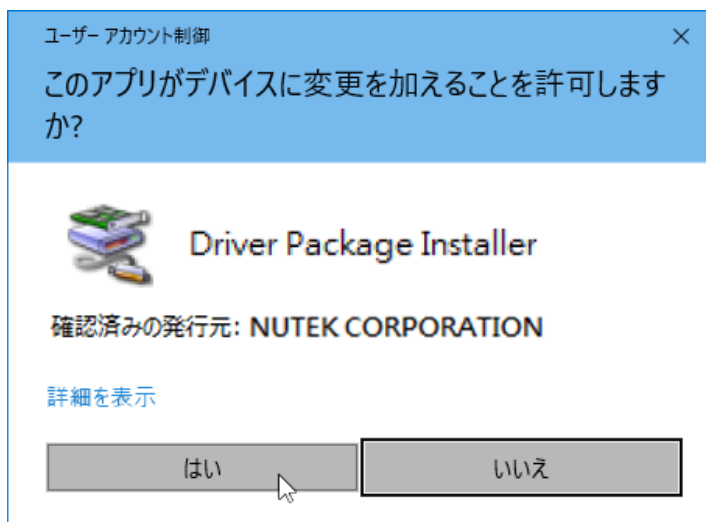 ユーザー アカウント制御
このアプリがデバイスに変更を加えることを許可します
か?
Driver Package Installer
確認済みの発行元: NUTEK CORPORATION
詳細を表示
はい
いいえ